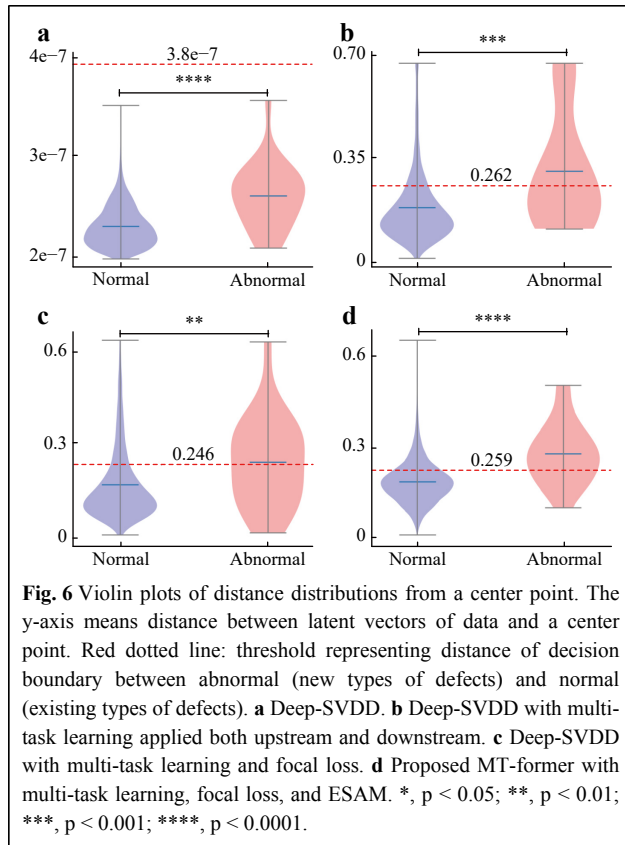 a
4e−7
3.8e−7
****
3e−7
2e−7
Normal
Abnormal
b
0.70
***
0.35
0.262
0
Normal
Abnormal
c
**
0.6
0.3
0.246
0
Normal
Abnormal
d
****
0.6
0.3
0.259
0
Normal
Abnormal
Fig. 6 Violin plots of distance distributions from a center point. The
y-axis means distance between latent vectors of data and a center
point. Red dotted line: threshold representing distance of decision
boundary between abnormal (new types of defects) and normal
(existing types of defects). a Deep-SVDD. b Deep-SVDD with multi-
task learning applied both upstream and downstream. c Deep-SVDD
with multi-task learning and focal loss. d Proposed MT-former with
multi-task learning, focal loss, and ESAM. *, p < 0.05; **, p < 0.01;
***, p < 0.001; ****, p < 0.0001.